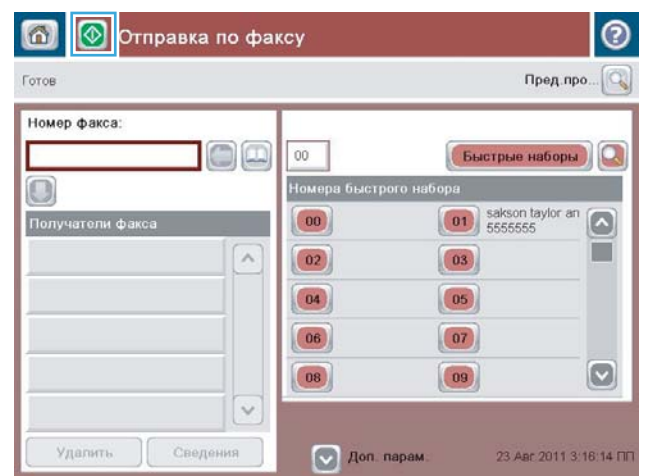 Отправка по факсу
Готов
Пред.про...
Номер факса:
00
Быстрые наборы
Номера быстрого набора
Получатели факса
00
01 sakson taylor an
5555555
02
03
04
05
06
07
08
09
Удалить
Сведения
Доп. парам.
23 Авг 2011 3:16:14 ПП